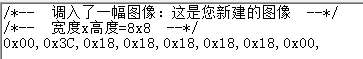 /*--  调入了一幅图像：这是您新建的图像  --*/
/*--  宽度x高度=8x8  --*/
0x00,0x3C,0x18,0x18,0x18,0x18,0x18,0x00,